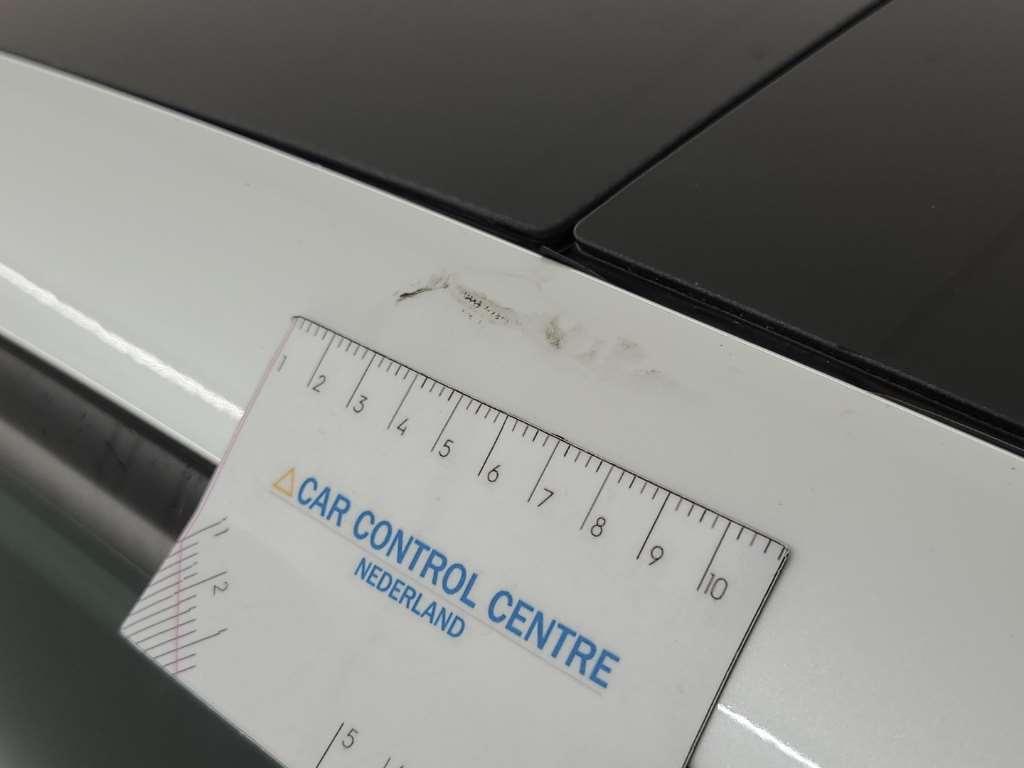 1 2 3 4 5 6 7 8 9 10
CAR CONTROL CENTRE
NEDERLAND
1
2
5